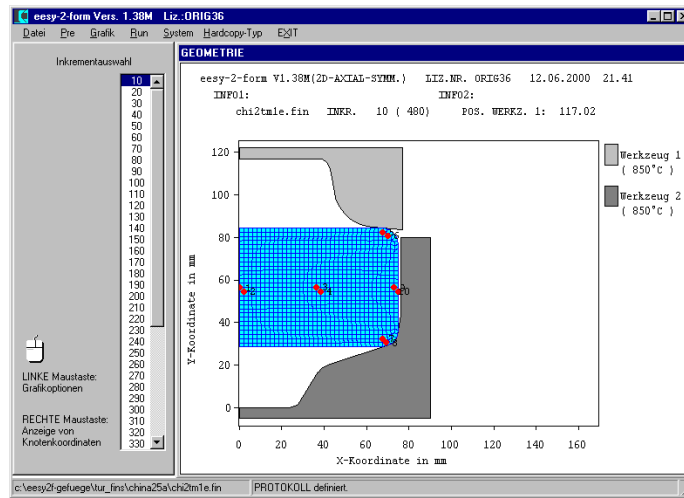 eesy-2-form Vers. 1.38M Liz.:ORIG36
Datei Pre Grafik Run System Hardcopy-Typ EXIT
Inkrementauswahl
10
20
30
40
50
60
70
80
90
100
110
120
130
140
150
160
170
180
190
200
210
220
230
240
250
260
270
280
290
300
310
320
330
LINKE Maustaste:
Grafikoptionen
RECHTE Maustaste:
Anzeige von
Knotenkoordinaten
GEOMETRIE
eesy-2-form V1.38M(2D-AXIAL-SYMM.) LIZ.NR. ORIG36 12.06.2000 21.41
INFO1: INFO2:
chi2tm1e.fin INKR. 10 ( 480) POS. WERKZ. 1: 117.02
Werkzeug 1
( 850°C )
Werkzeug 2
( 850°C )
Y-Koordinate in mm
120
100
80
60
40
20
0
0 20 40 60 80 100 120 140 160
X-Koordinate in mm
c:\eesy2f-gefuege\tur_fins\china25a\chi2tm1e.fin PROTOKOLL definiert.